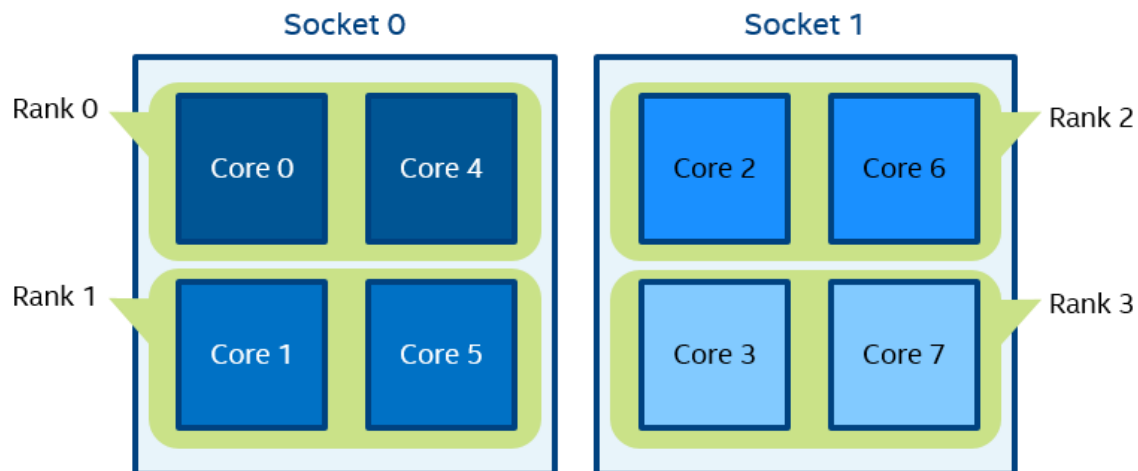 Socket 0
Socket 1
Rank 0
Core 0
Core 4
Core 2
Core 6
Rank 2
Rank 1
Core 1
Core 5
Core 3
Core 7
Rank 3